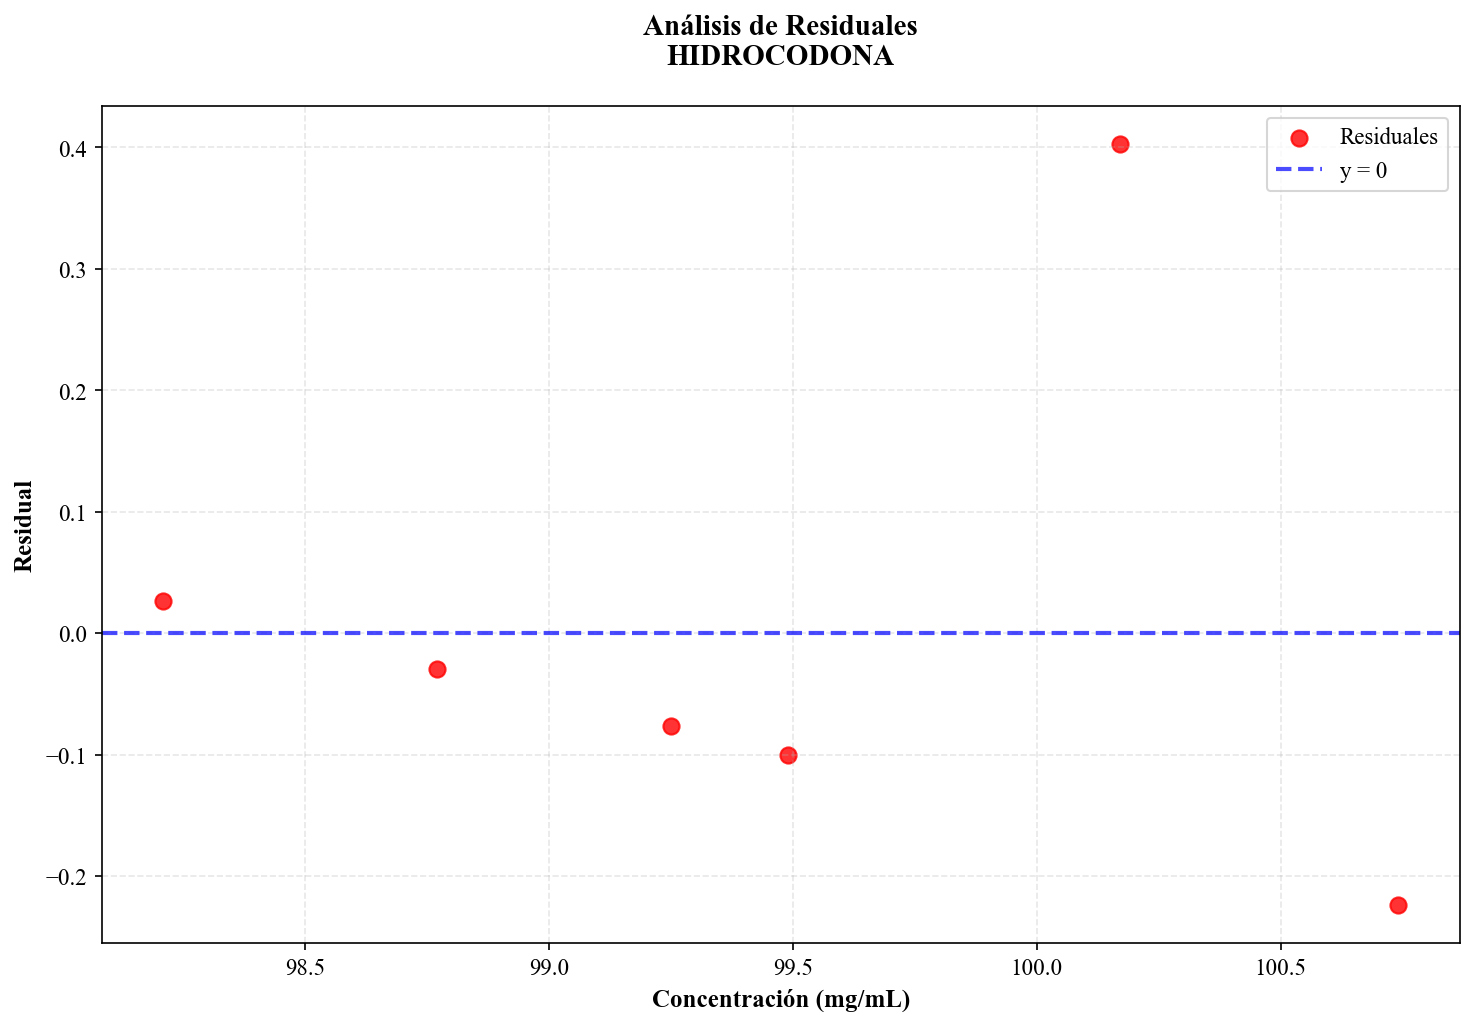 Análisis de Residuales
HIDROCODONA
Residuales
y = 0
0.4
0.3
0.2
0.1
0.0
−0.1
−0.2
Residual
98.5 99.0 99.5 100.0 100.5
Concentración (mg/mL)